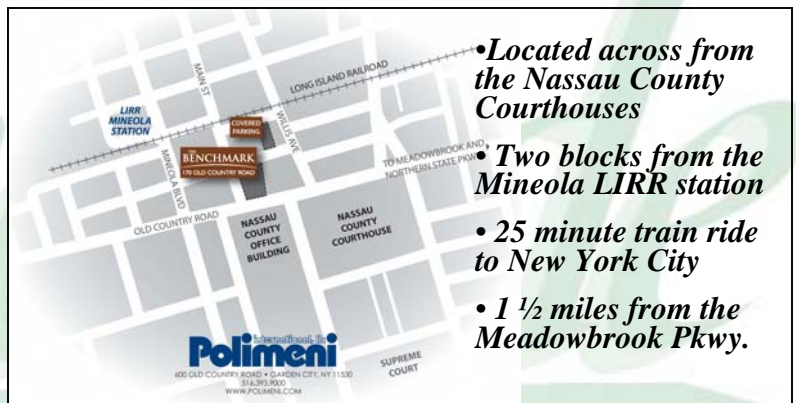 MAIN ST
LONG ISLAND RAILROAD
LIRR
MINEOLA
STATION
COVERED
PARKING
WILLIS AVE
THE
BENCHMARK
170 OLD COUNTRY ROAD
MINEOLA BLVD
TO MEADOWBROOK AND
NORTHERN STATE PKWY
OLD COUNTRY ROAD
NASSAU
COUNTY
OFFICE
BUILDING
NASSAU
COUNTY
COURTHOUSE
international, llc
Polimeni
600 OLD COUNTRY ROAD • GARDEN CITY, NY 11530
516.393.9000
WWW.POLIMENI.COM
SUPREME
COURT
•Located across from
the Nassau County
Courthouses
• Two blocks from the
Mineola LIRR station
• 25 minute train ride
to New York City
• 1 ½ miles from the
Meadowbrook Pkwy.